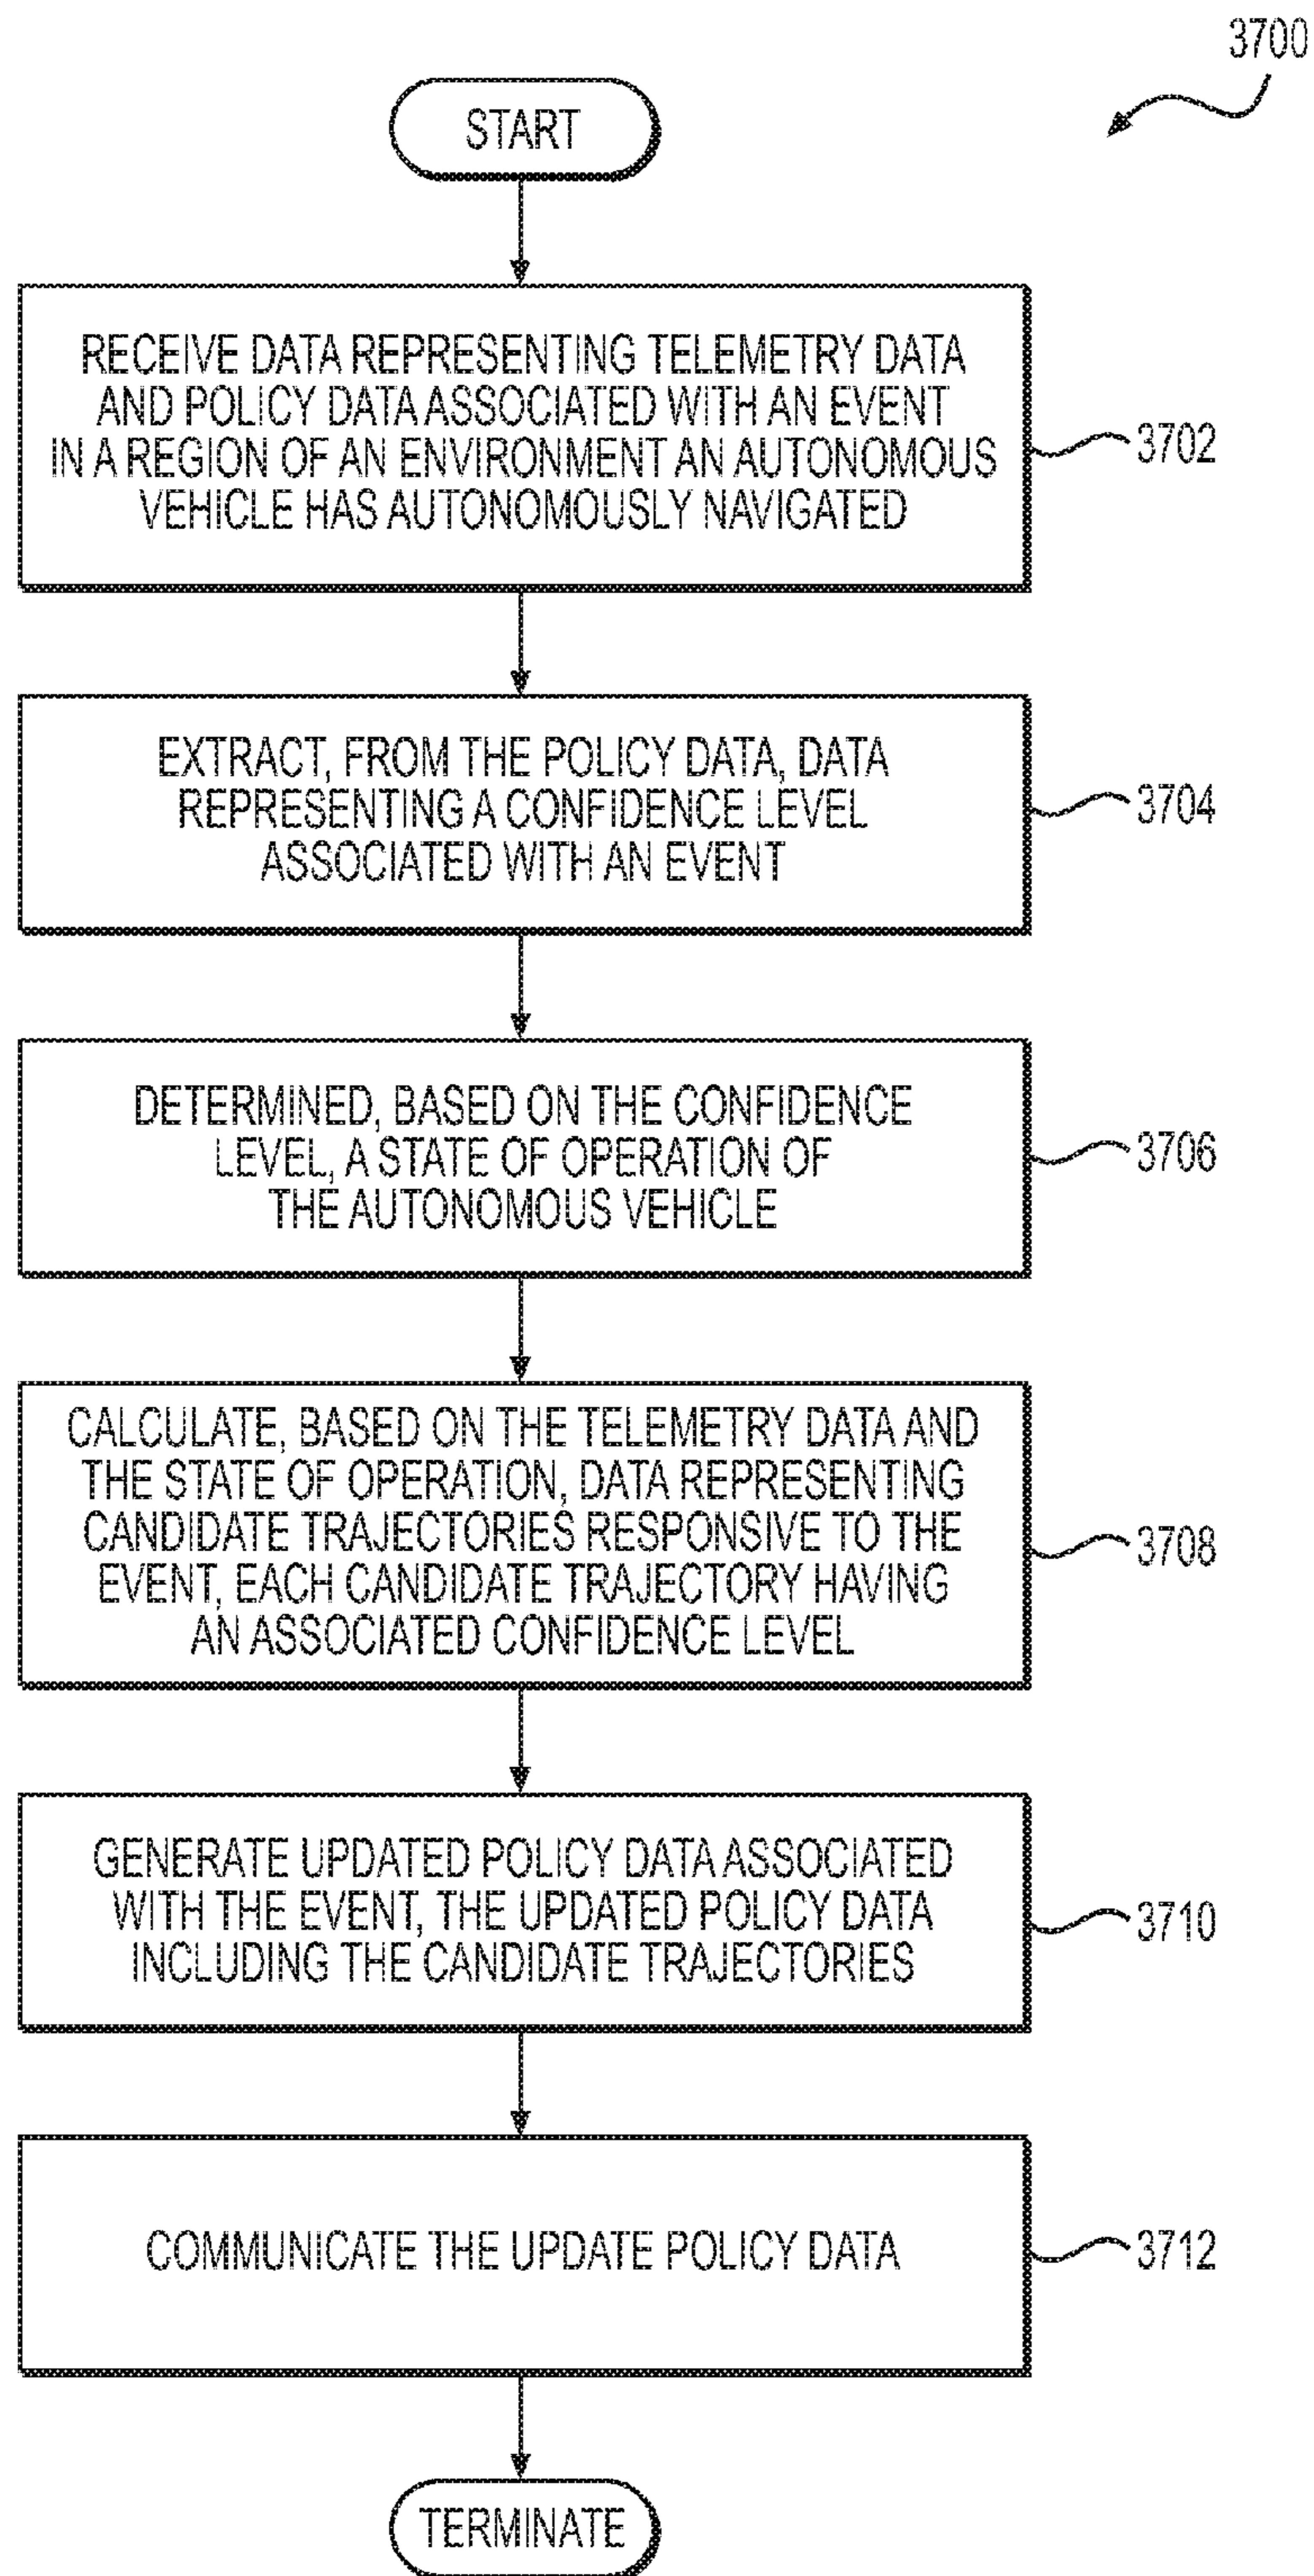 3700
START
RECEIVE DATA REPRESENTING TELEMETRY DATA
AND POLICY DATA ASSOCIATED WITH AN EVENT
IN A REGION OF AN ENVIRONMENT AN AUTONOMOUS
VEHICLE HAS AUTONOMOUSLY NAVIGATED
3702
EXTRACT, FROM THE POLICY DATA, DATA
REPRESENTING A CONFIDENCE LEVEL
ASSOCIATED WITH AN EVENT
3704
DETERMINED, BASED ON THE CONFIDENCE
LEVEL, A STATE OF OPERATION OF
THE AUTONOMOUS VEHICLE
3706
CALCULATE, BASED ON THE TELEMETRY DATA AND
THE STATE OF OPERATION, DATA REPRESENTING
CANDIDATE TRAJECTORIES RESPONSIVE TO THE
EVENT, EACH CANDIDATE TRAJECTORY HAVING
AN ASSOCIATED CONFIDENCE LEVEL
3708
GENERATE UPDATED POLICY DATA ASSOCIATED
WITH THE EVENT, THE UPDATED POLICY DATA
INCLUDING THE CANDIDATE TRAJECTORIES
3710
COMMUNICATE THE UPDATE POLICY DATA
3712
TERMINATE